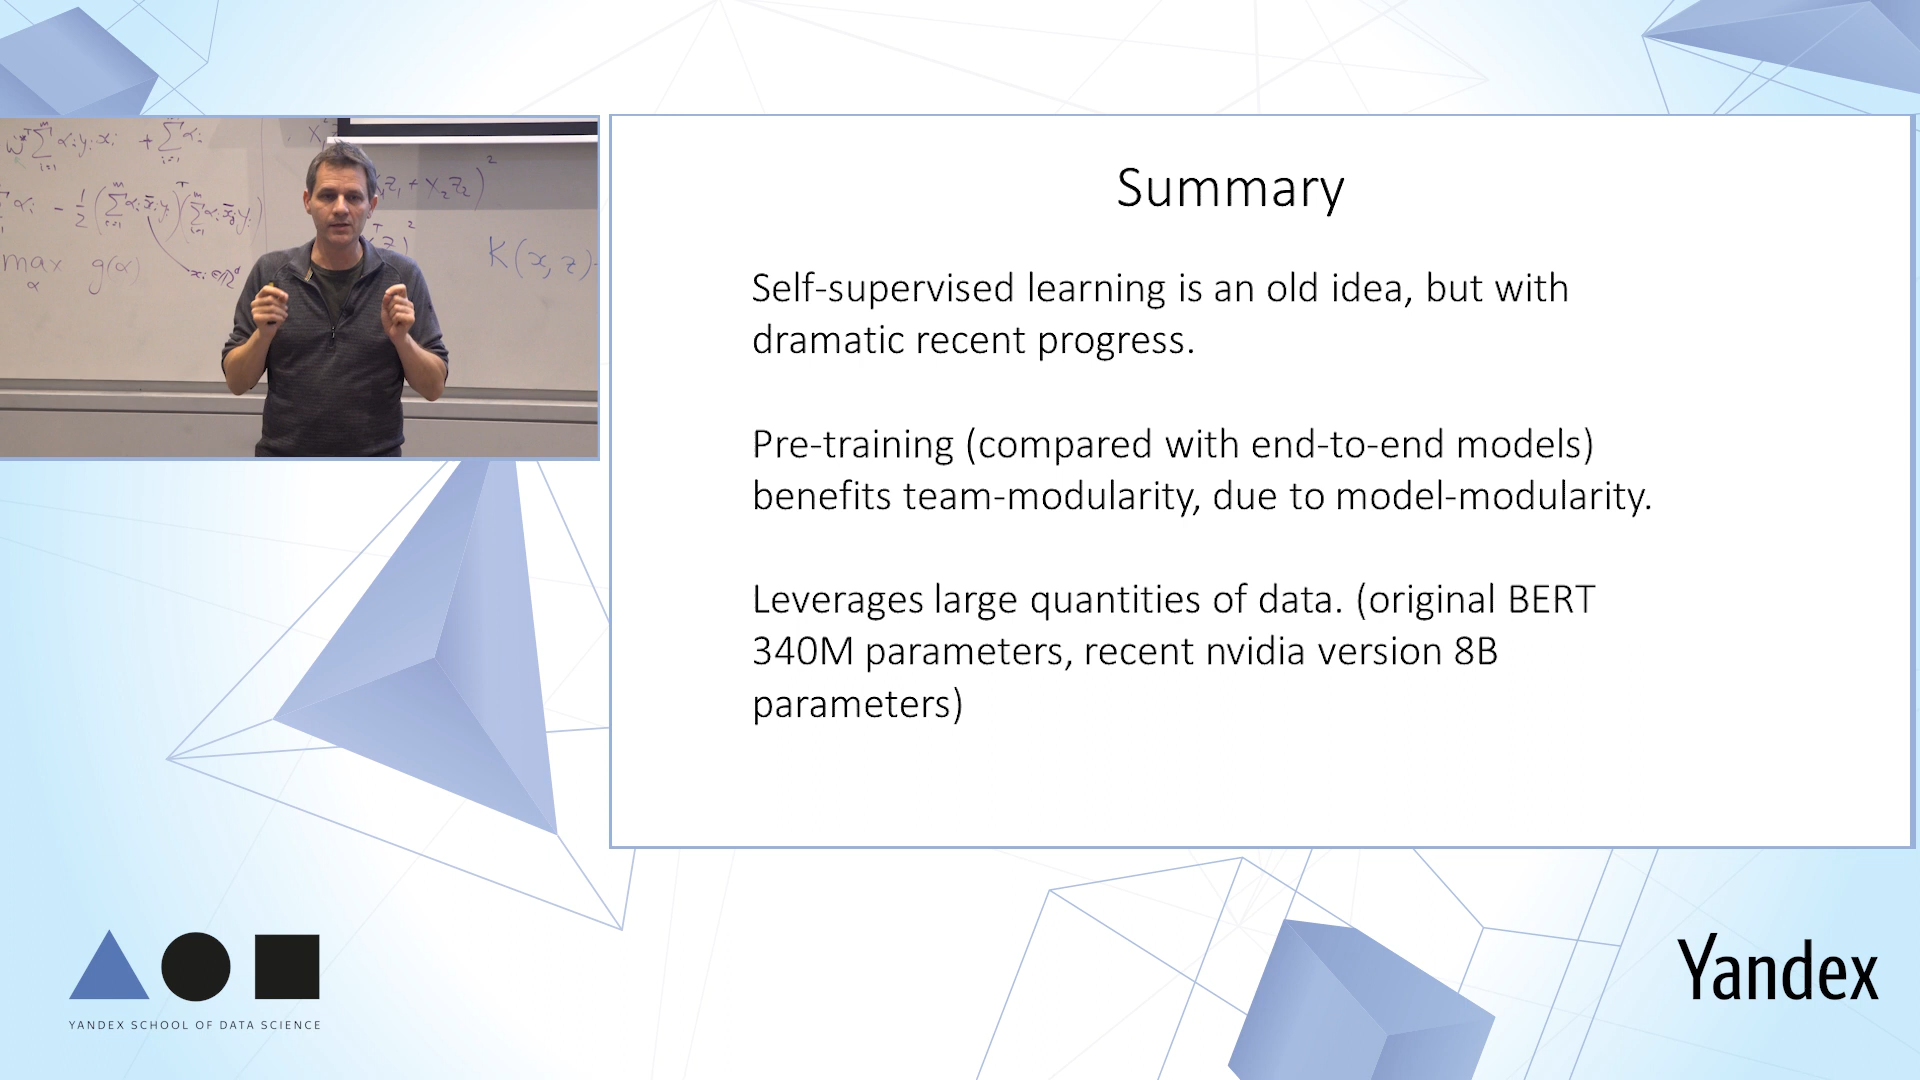 Summary
Self-supervised learning is an old idea, but with
dramatic recent progress.
Pre-training (compared with end-to-end models)
benefits team-modularity, due to model-modularity.
Leverages large quantities of data. (original BERT
340M parameters, recent nvidia version 8B
parameters)
max g(α)
α
K(x, z)
YANDEX SCHOOL OF DATA SCIENCE
Yandex